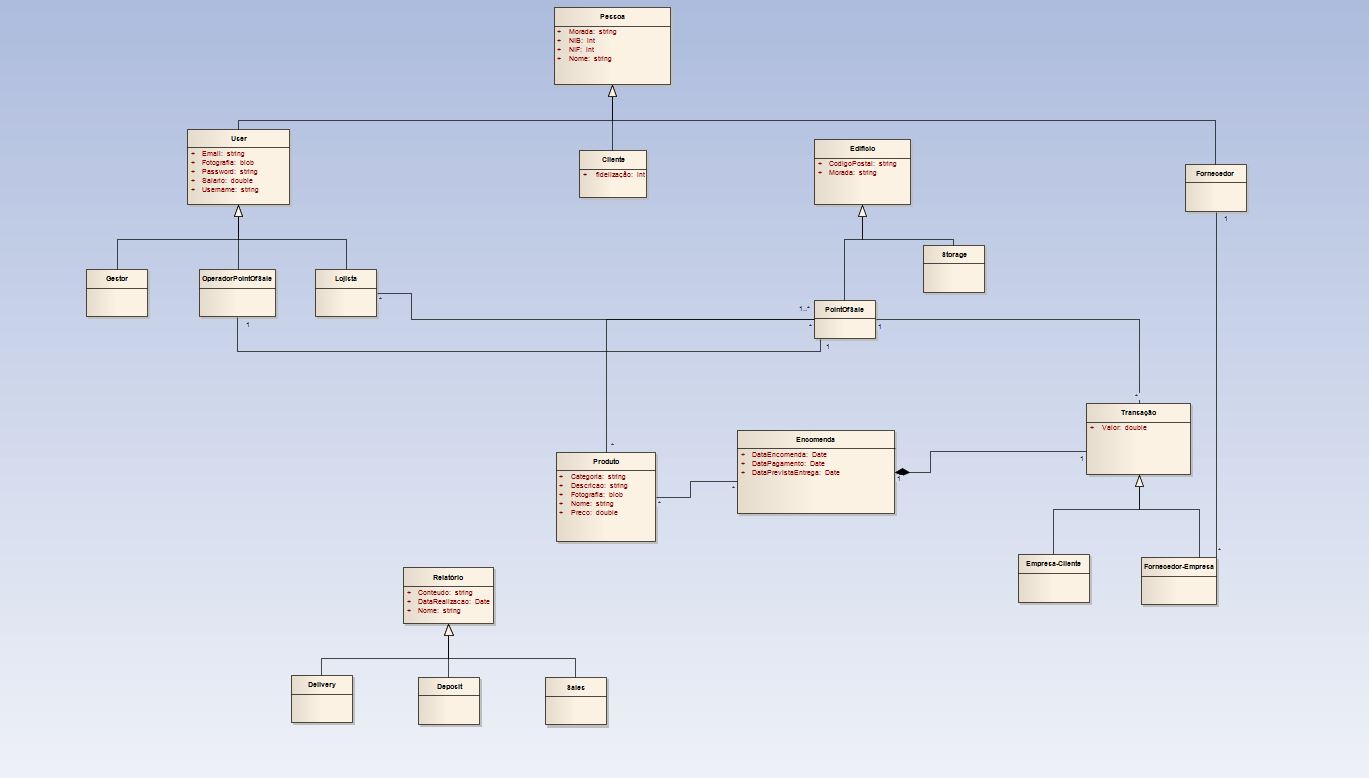 Pessoa
+ Morada: string
+ NIB: int
+ NIF: int
+ Nome: string
User
+ Email: string
+ Fotografia: blob
+ Password: string
+ Salario: double
+ Username: string
Cliente
+ fidelização: int
Edificio
+ CodigoPostal: string
+ Morada: string
Fornecedor
1
Gestor
OperadorPointOfSale
Lojista
Storage
*
1..*
PointOfSale
*
1
1
1
*
Transação
+ Valor: double
1
Encomenda
+ DataEncomenda: Date
+ DataPagamento: Date
+ DataPrevistaEntrega: Date
1
*
*
Produto
+ Categoria: string
+ Descricao: string
+ Fotografia: blob
+ Nome: string
+ Preco: double
*
*
Empresa-Cliente
Fornecedor-Empresa
Relatório
+ Conteudo: string
+ DataRealizacao: Date
+ Nome: string
Delivery
Deposit
Sales